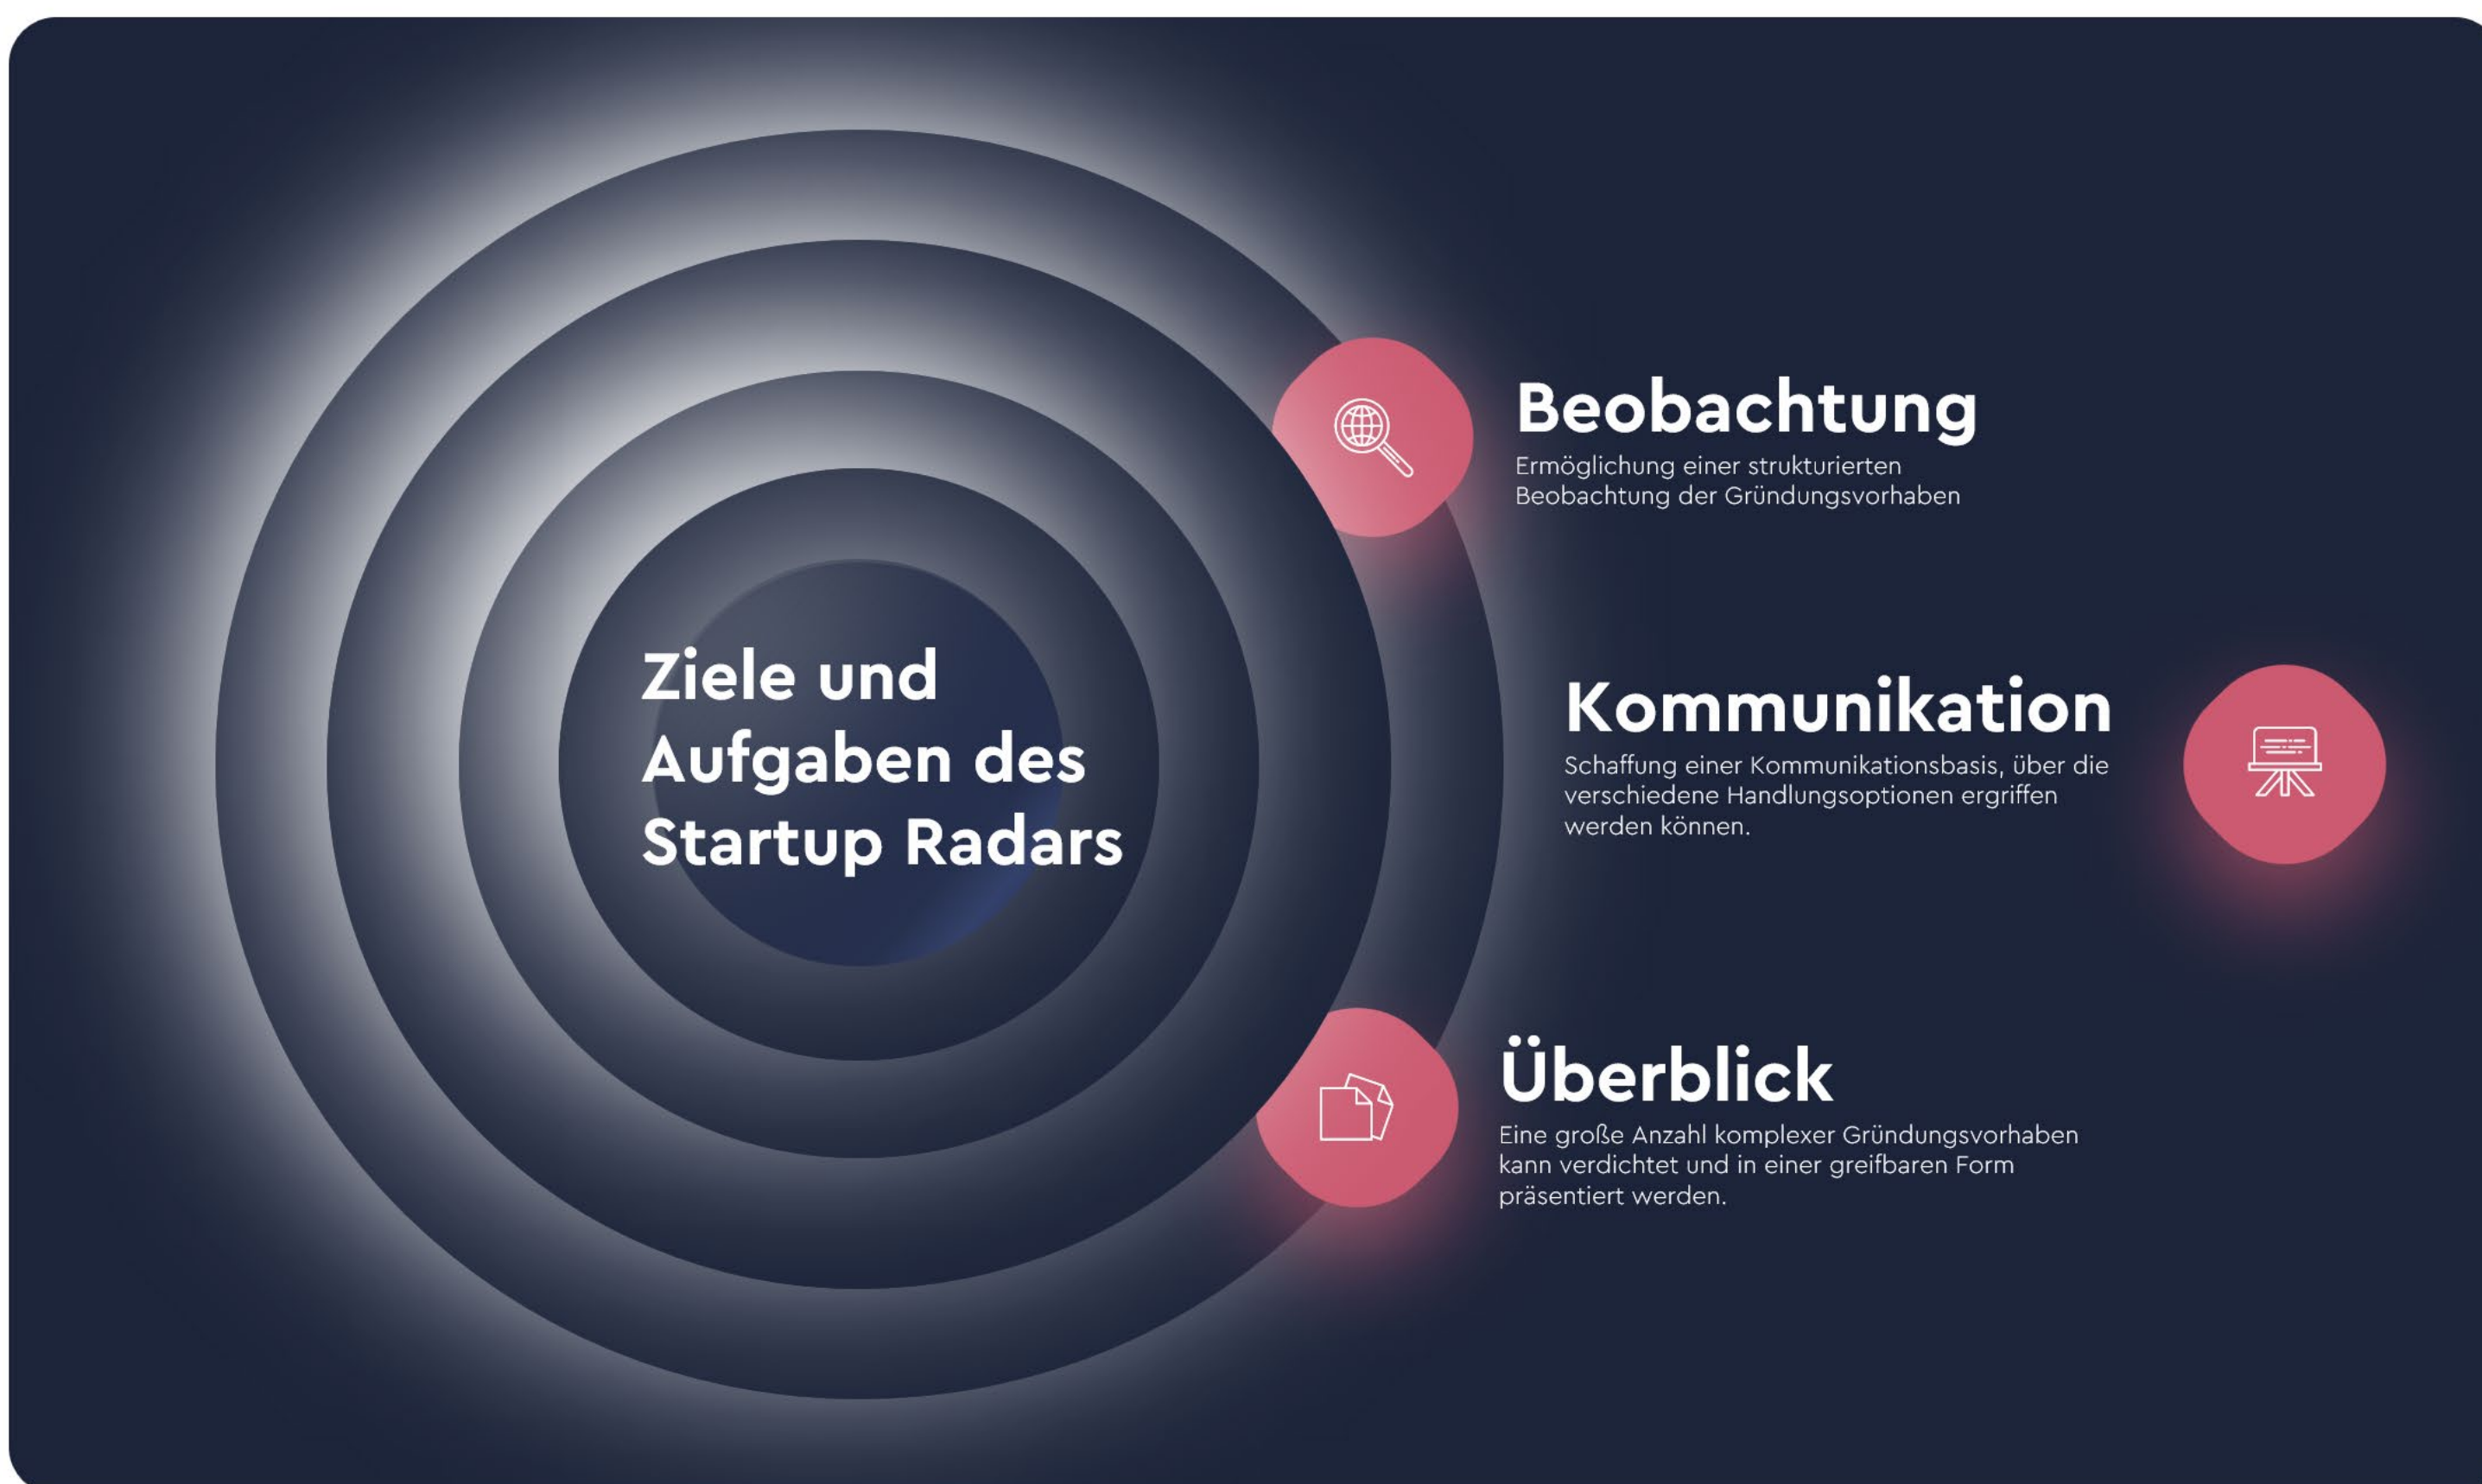 Ziele und
Aufgaben des
Startup Radars
Beobachtung
Ermöglichung einer strukturierten
Beobachtung der Gründungsvorhaben
Kommunikation
Schaffung einer Kommunikationsbasis, über die
verschiedene Handlungsoptionen ergriffen
werden können.
Überblick
Eine große Anzahl komplexer Gründungsvorhaben
kann verdichtet und in einer greifbaren Form
präsentiert werden.